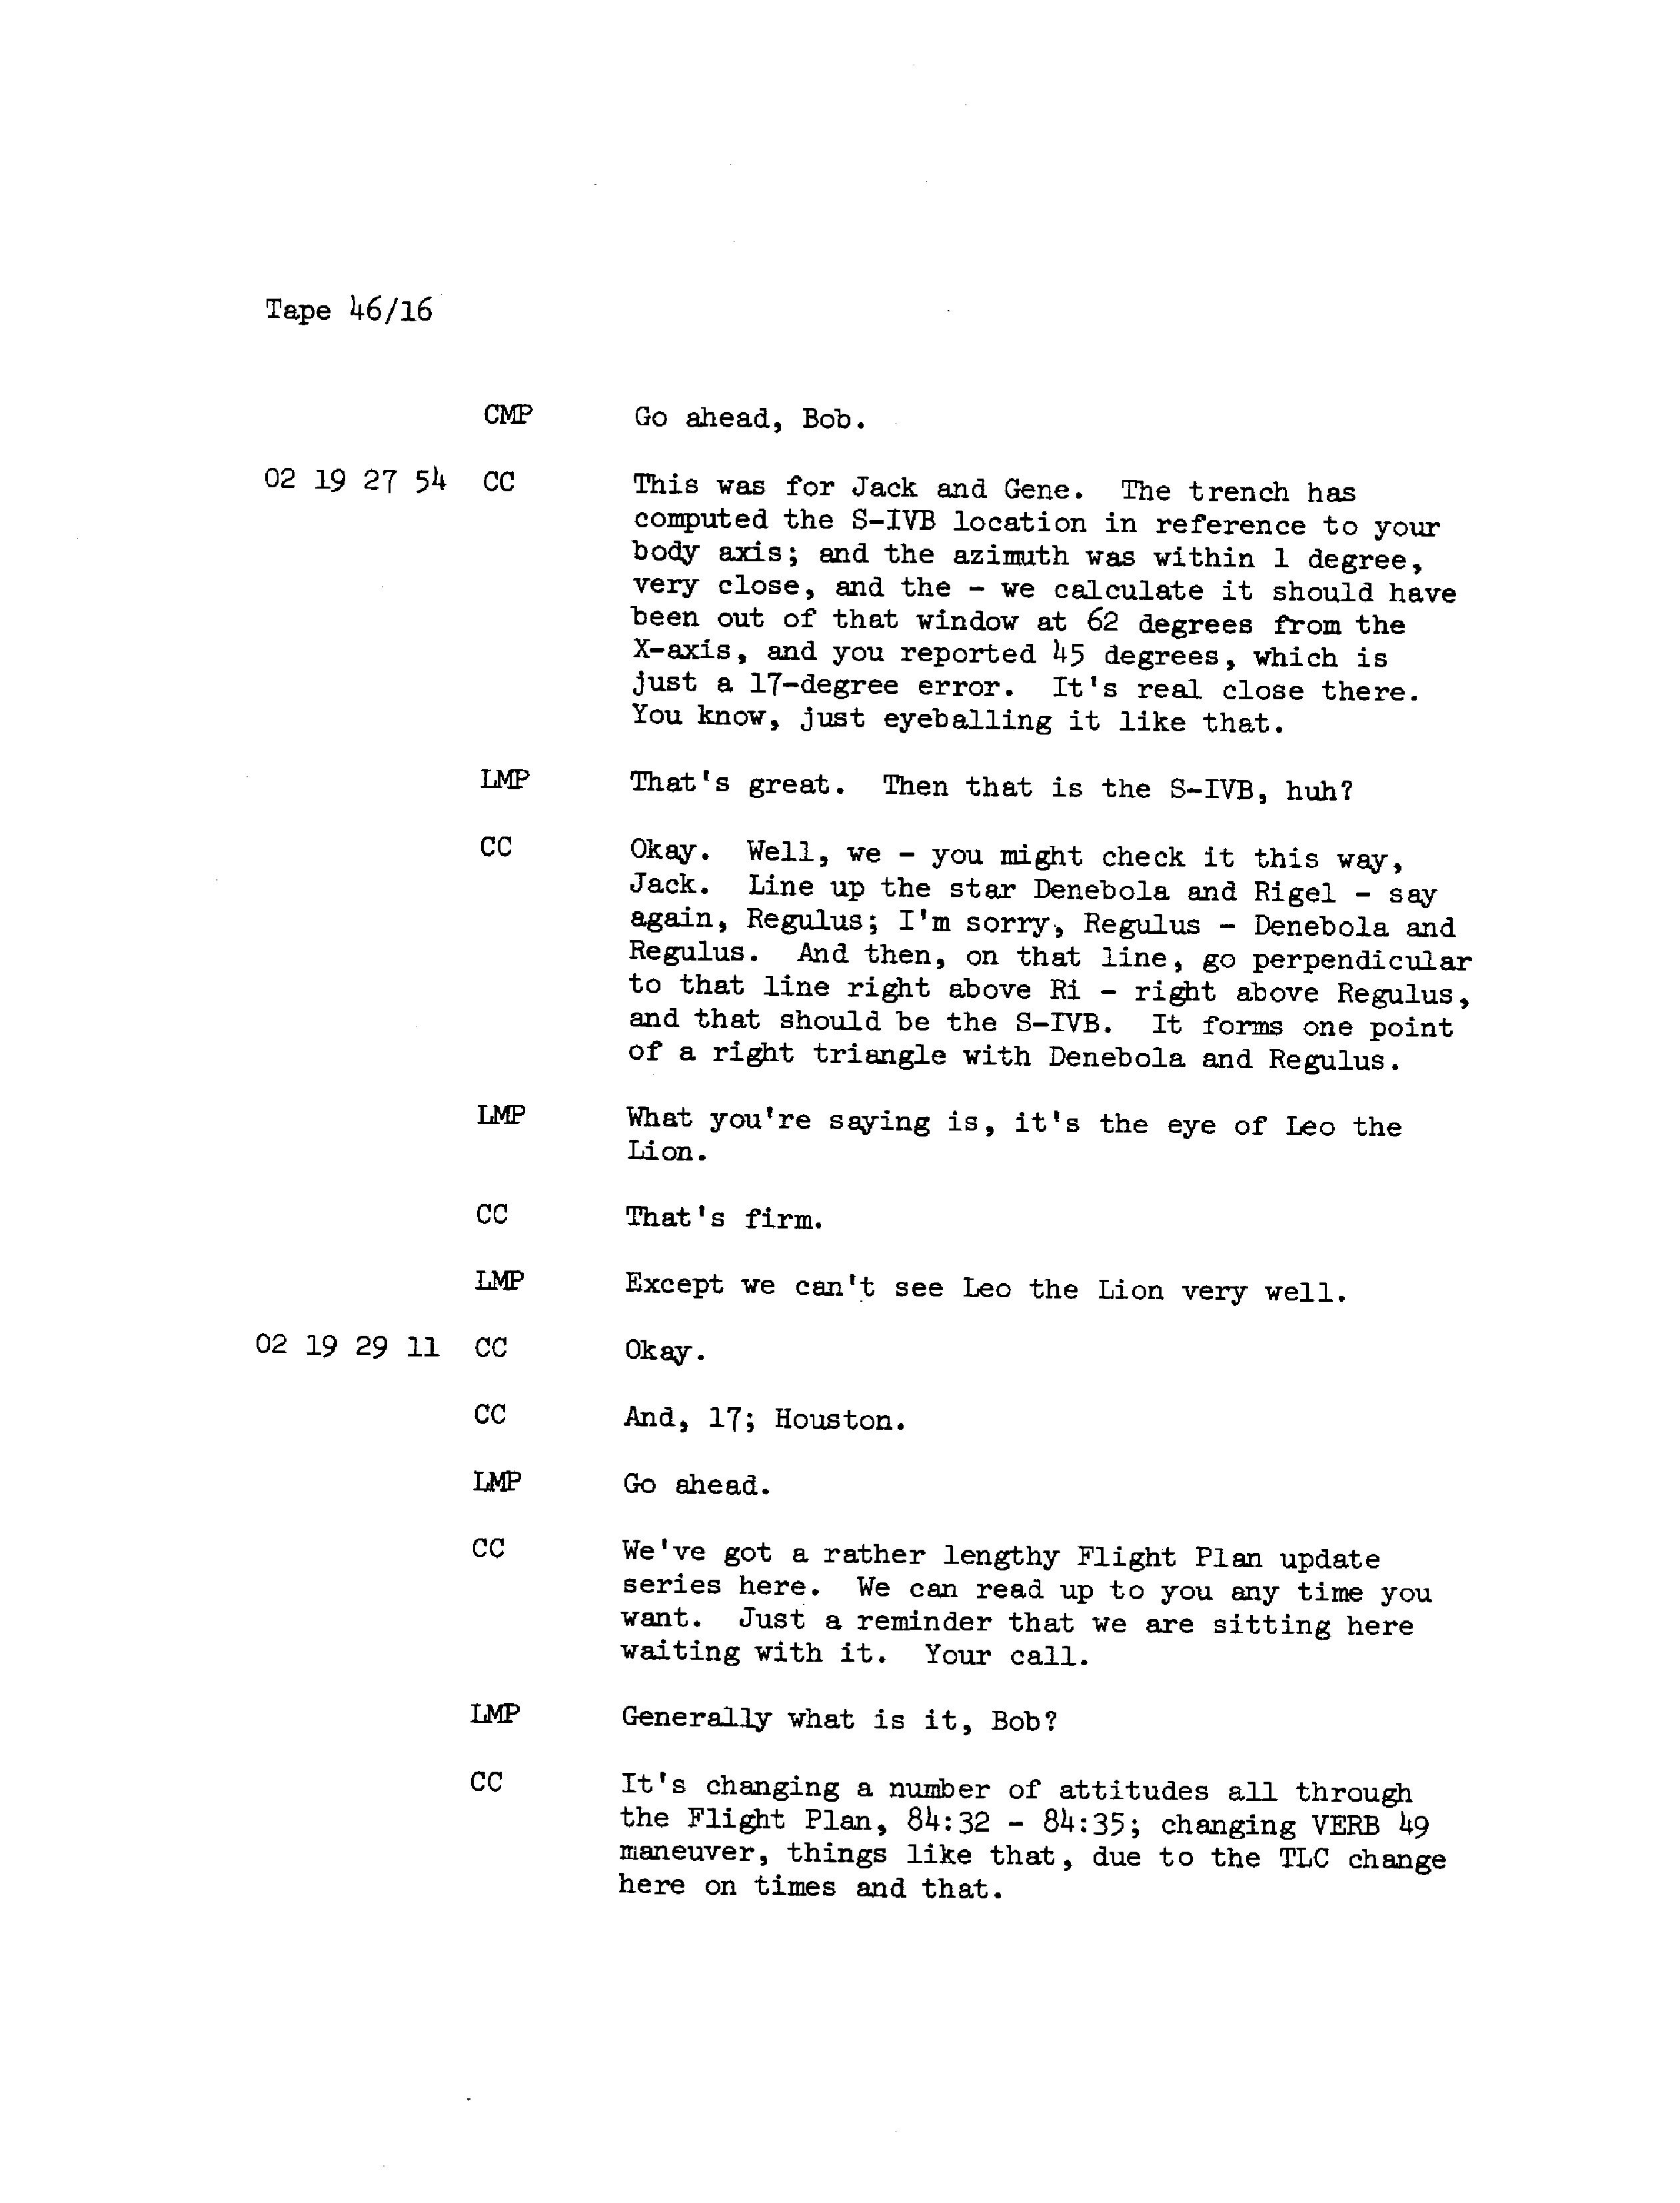 Tape 46/16
CMP Go ahead, Bob.
02 19 27 54 CC This was for Jack and Gene. The trench has
computed the S-IVB location in reference to your
body axis; and the azimuth was within 1 degree,
very close, and the - we calculate it should have
been out of that window at 62 degrees from the
X-axis, and you reported 45 degrees, which is
just a 17-degree error. It's real close there.
You know, just eyeballing it like that.
LMP That's great. Then that is the S-IVB, huh?
CC Okay. Well, we - you might check it this way,
Jack. Line up the star Denebola and Rigel - say
again, Regulus; I'm sorry, Regulus - Denebola and
Regulus. And then, on that line, go perpendicular
to that line right above Ri - right above Regulus,
and that should be the S-IVB. It forms one point
of a right triangle with Denebola and Regulus.
LMP What you're saying is, it's the eye of Leo the
Lion.
CC That's firm.
LMP Except we can't see Leo the Lion very well.
02 19 29 11 CC Okay.
CC And, 17; Houston.
LMP Go ahead.
CC We've got a rather lengthy Flight Plan update
series here. We can read up to you any time you
want. Just a reminder that we are sitting here
waiting with it. Your call.
LMP Generally what is it, Bob?
CC It's changing a number of attitudes all through
the Flight Plan, 84:32 - 84:35; changing VERB 49
maneuver, things like that, due to the TLC change
here on times and that.